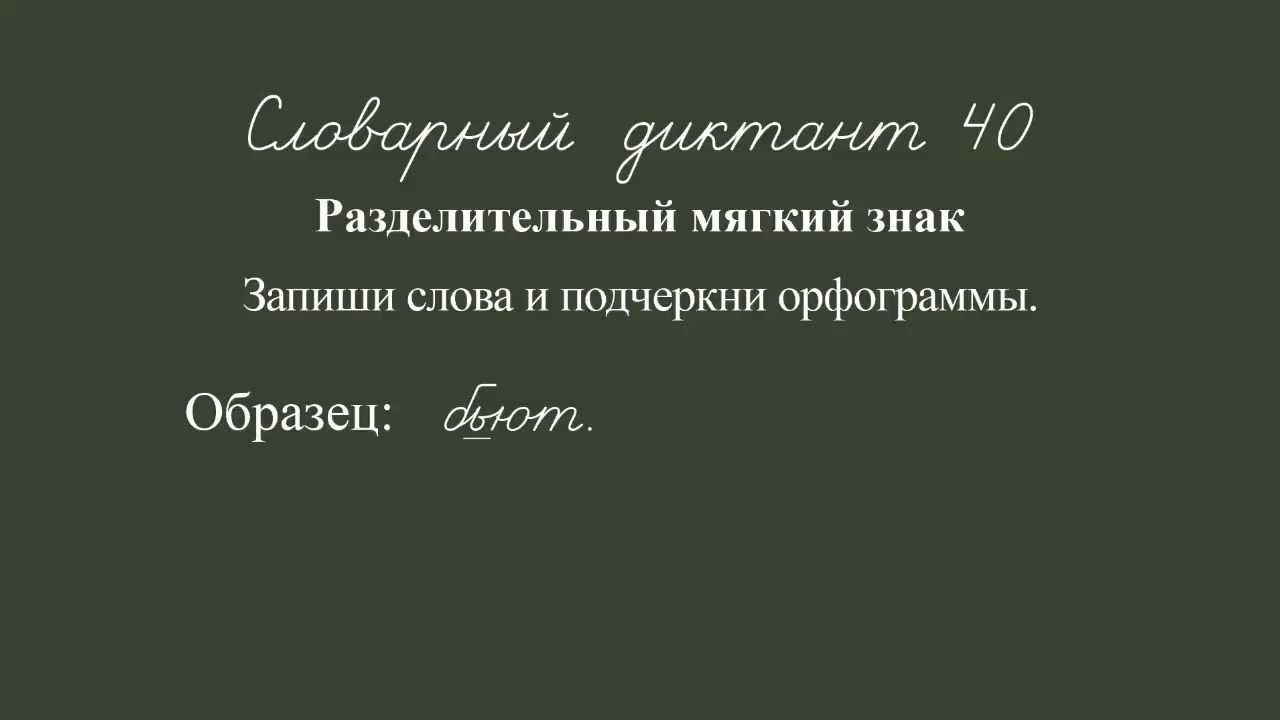 Словарный диктант 40
Разделительный мягкий знак
Запиши слова и подчеркни орфограммы.
Образец: бьют.